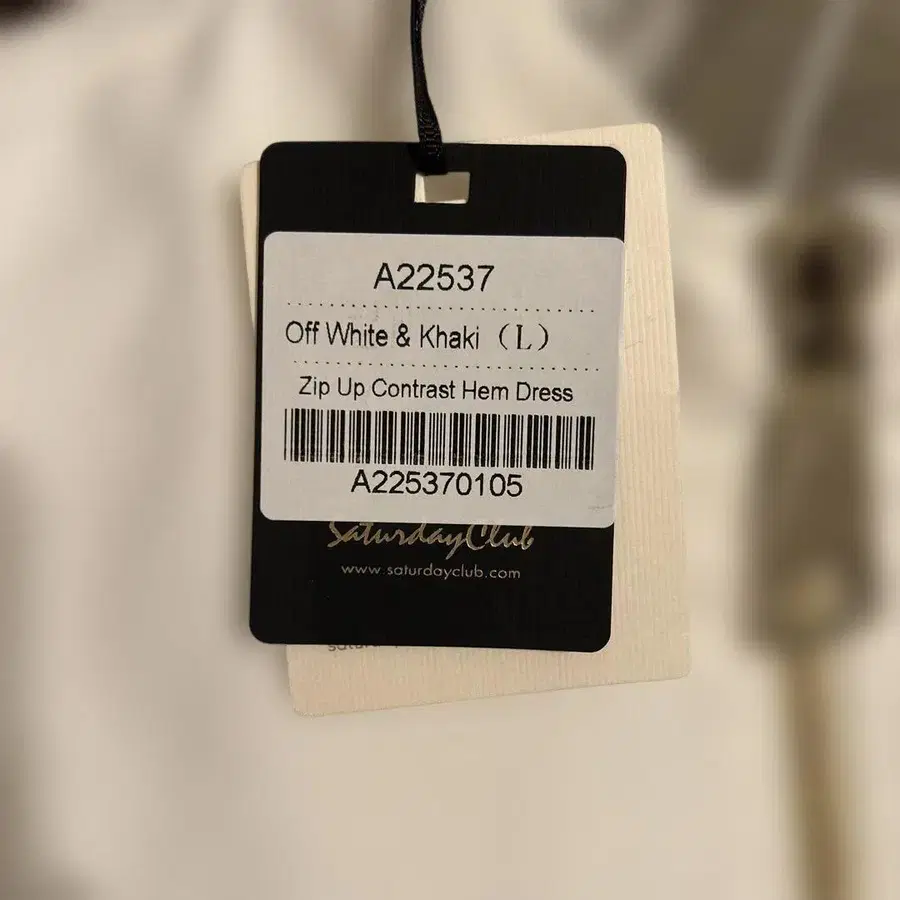 A22537
Off White & Khaki（L）
Zip Up Contrast Hem Dress
A225370105
SaturdayClub
www.saturdayclub.com